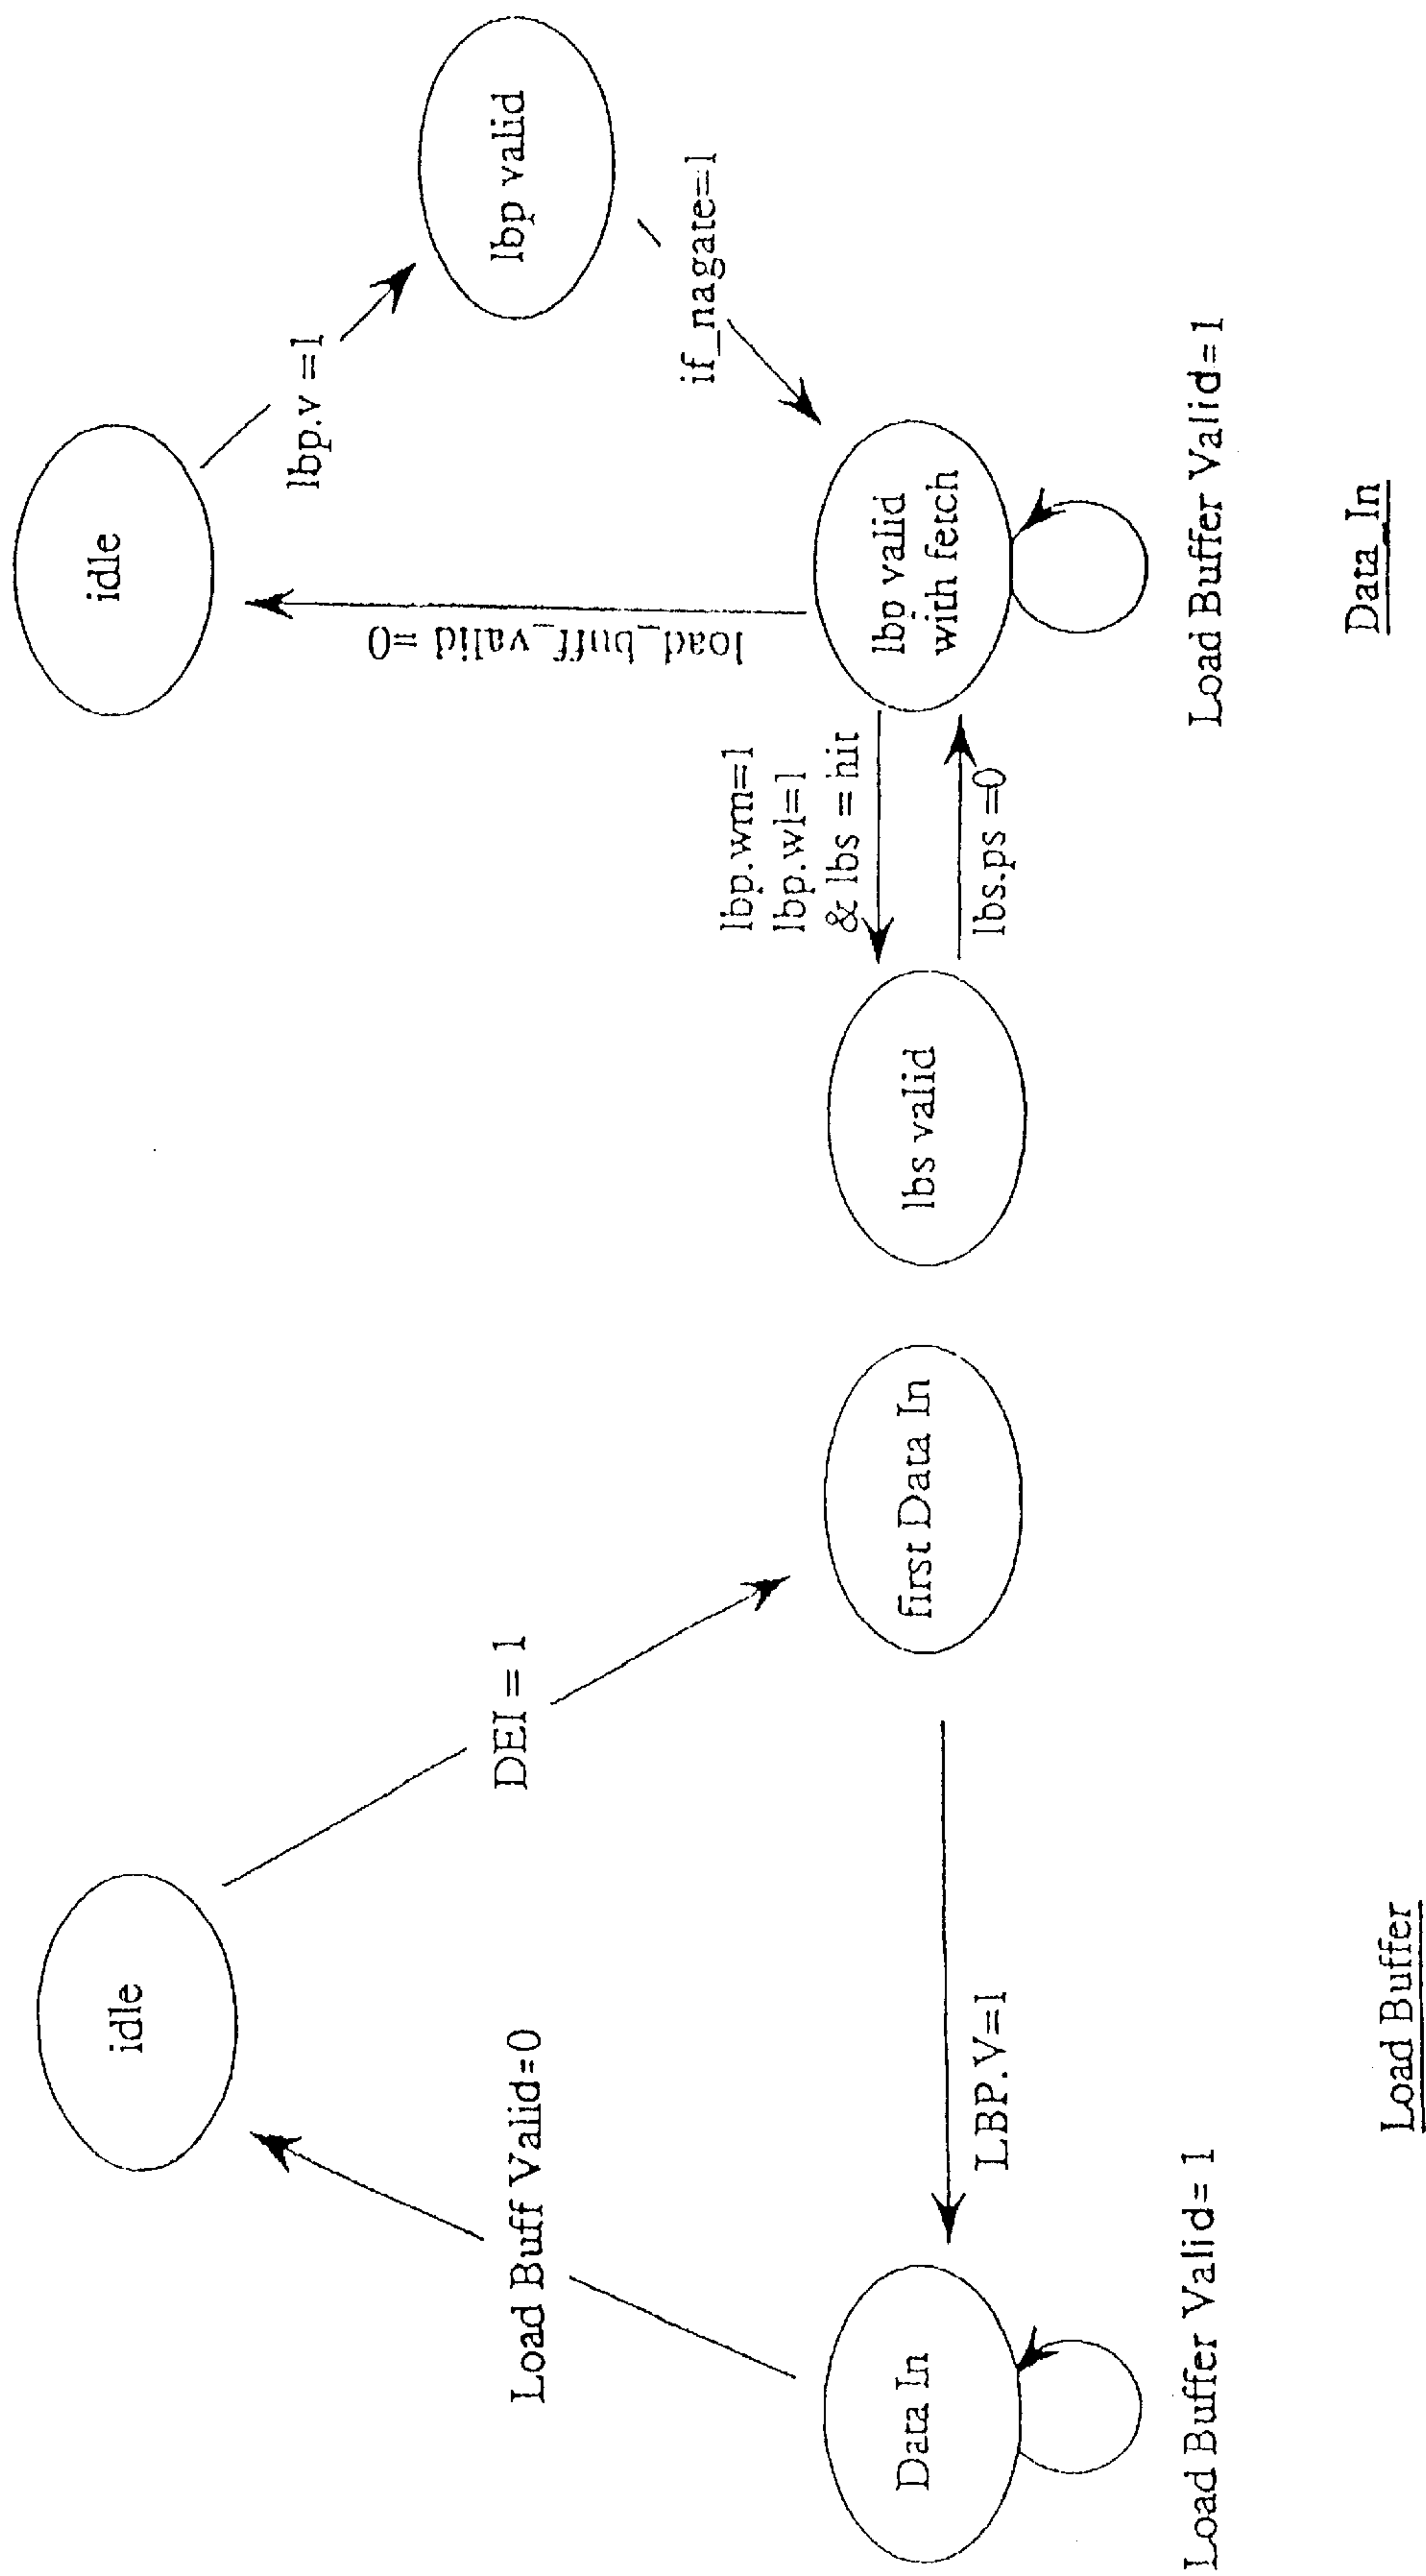 idle
DEI = 1
Load Buff Valid=0
first Data In
LBP.V=1
Data In
Load Buffer Valid= 1
Load Buffer
idle
lbp.v =1
lbp valid
if_nagate=1
load_buff_valid =0
lbp valid
with fetch
lbp.wm=1
lbp.wl=1
& lbs = hit
lbs.ps =0
lbs valid
Load Buffer Valid= 1
Data_In